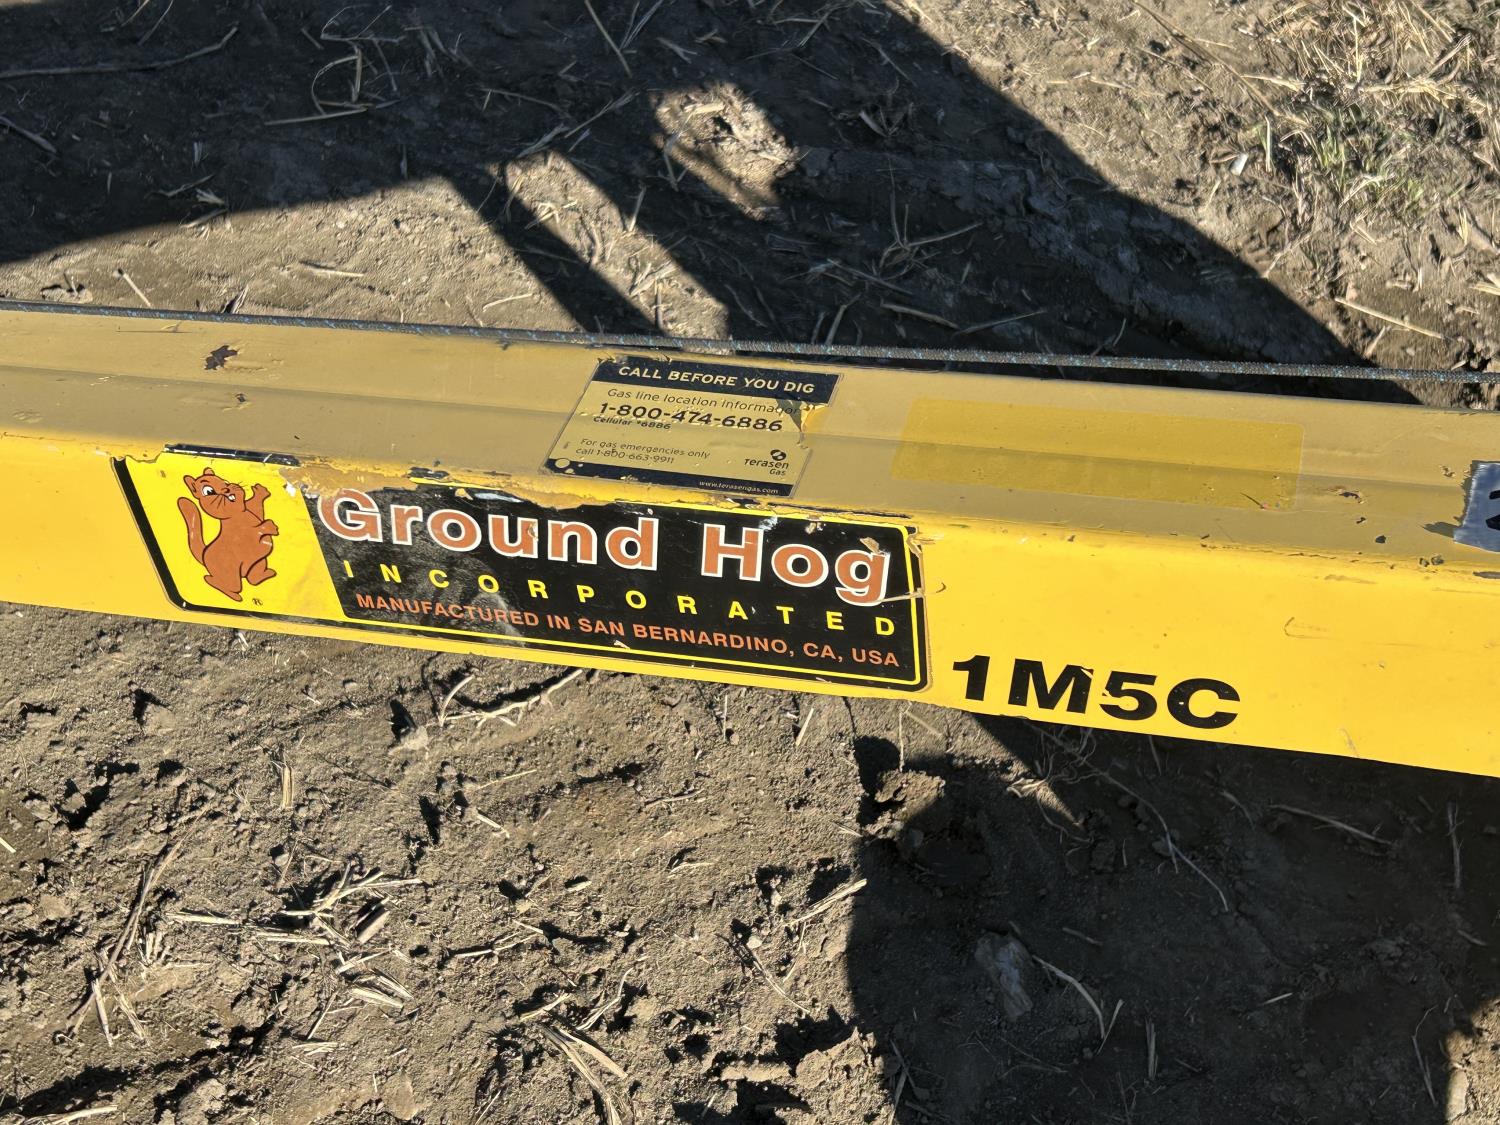 CALL BEFORE YOU DIG
Gas line location information
1-800-474-6886
Cellular *6886
For gas emergencies only
call 1-800-663-9911
Terasen
Gas
www.terasengas.com
Ground Hog
INCORPORATED
MANUFACTURED IN SAN BERNARDINO, CA, USA
®
1M5C